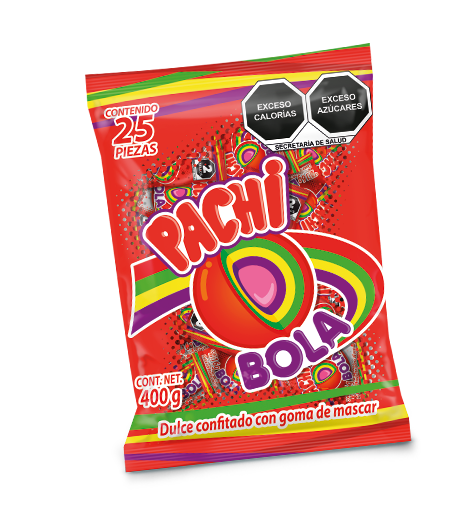 EXCESO
CALORÍAS
EXCESO
AZÚCARES
SECRETARÍA DE SALUD
CONTENIDO
25
PIEZAS
PACHI
BOLA
CONT. NET.
400 g
Dulce confitado con goma de mascar